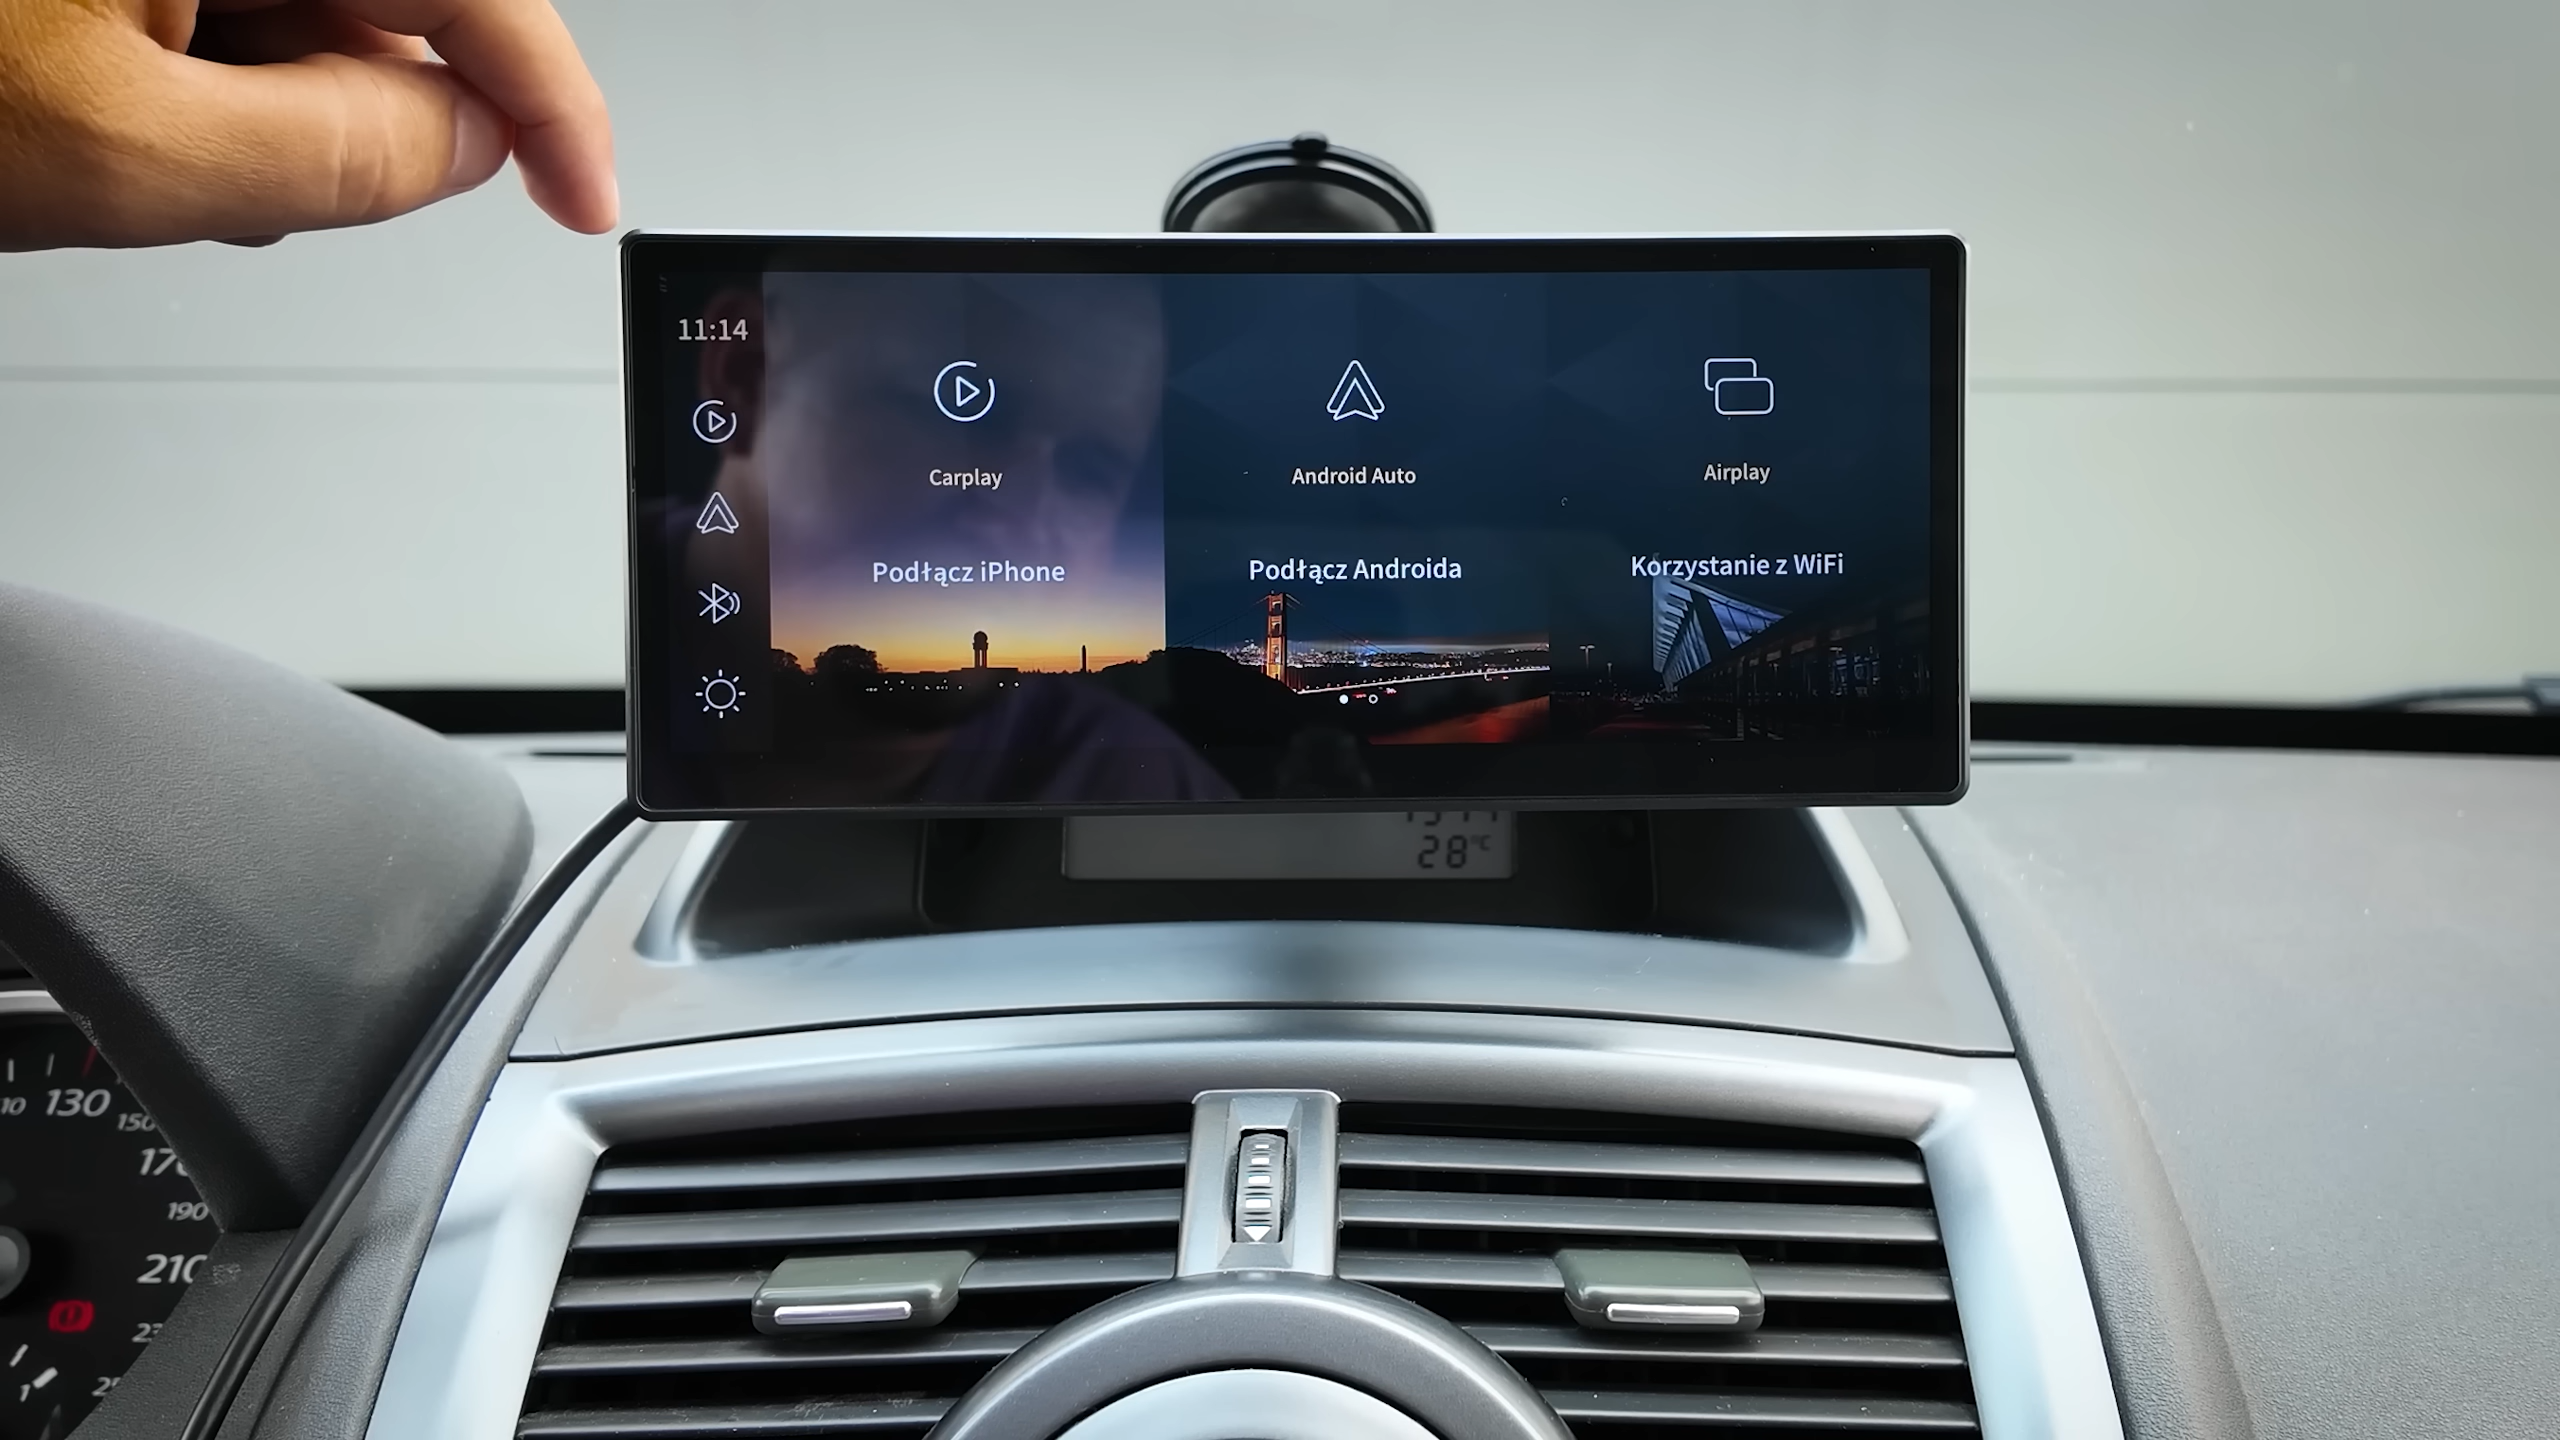 11:14
Carplay
Android Auto
Airplay
Podłącz iPhone
Podłącz Androida
Korzystanie z WiFi
28°C
130
150
190
210